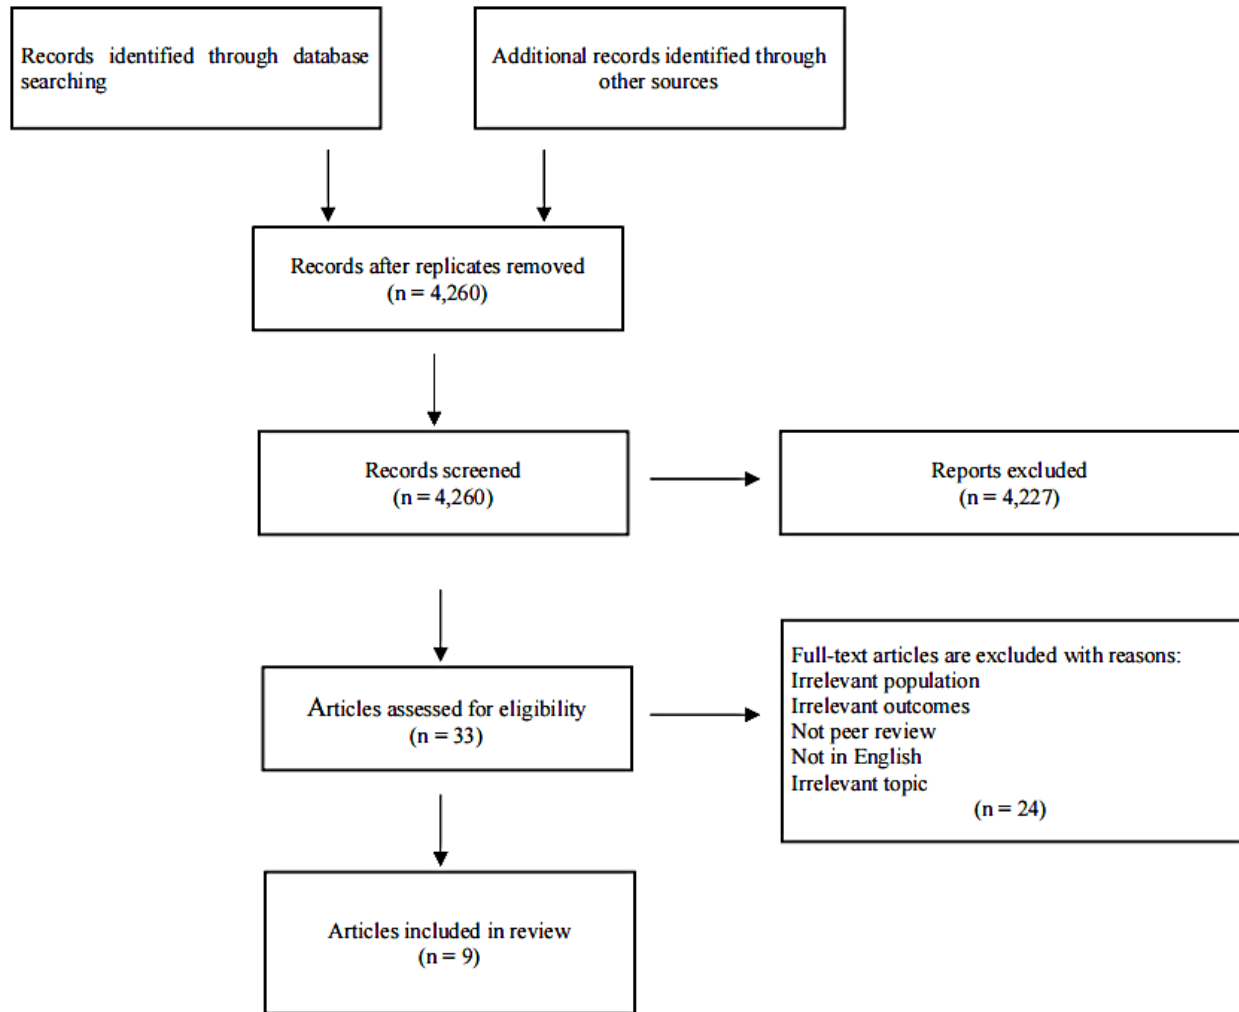 Records identified through database
searching
Additional records identified through
other sources
Records after replicates removed
(n = 4,260)
Records screened
(n = 4,260)
Reports excluded
(n = 4,227)
Articles assessed for eligibility
(n = 33)
Full-text articles are excluded with reasons:
Irrelevant population
Irrelevant outcomes
Not peer review
Not in English
Irrelevant topic
(n = 24)
Articles included in review
(n = 9)